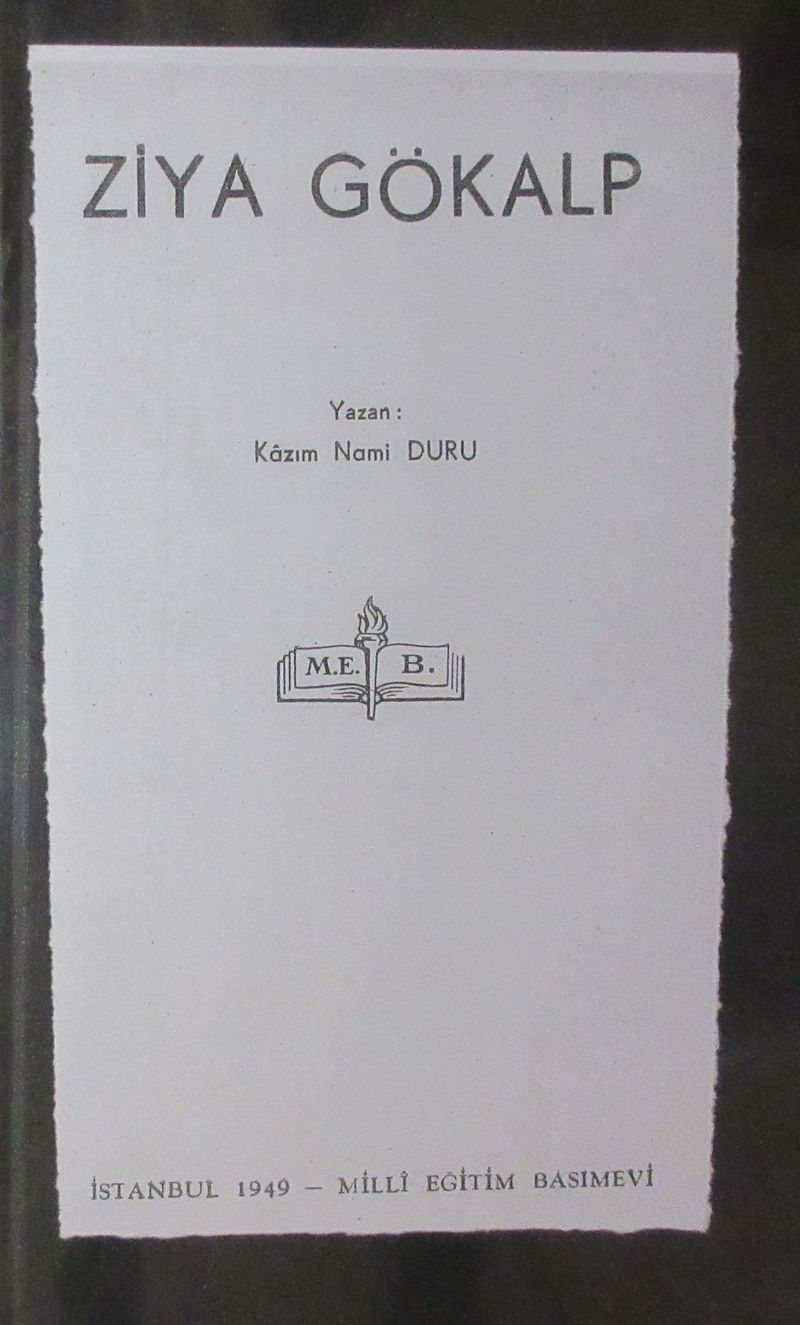 ZİYA GÖKALP
Yazan :
Kâzım Nami DURU
M.E. B.
İSTANBUL 1949 — MİLLÎ EĞİTİM BASIMEVİ